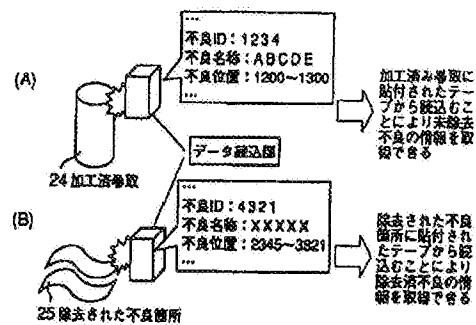 (A)
…
不良ID：1234
不良名称：ABCDE
不良位置：1200～1300
…
加工済み巻取に
貼付されたテー
プから読込むこ
とにより未除去
不良の情報を取
得できる
24 加工済巻取
データ読込部
(B)
…
不良ID：4321
不良名称：XXXXX
不良位置：2345～3821
…
除去された不良
箇所に貼付され
たテープから読
込むことにより
除去済不良の情
報を取得できる
25 除去された不良箇所